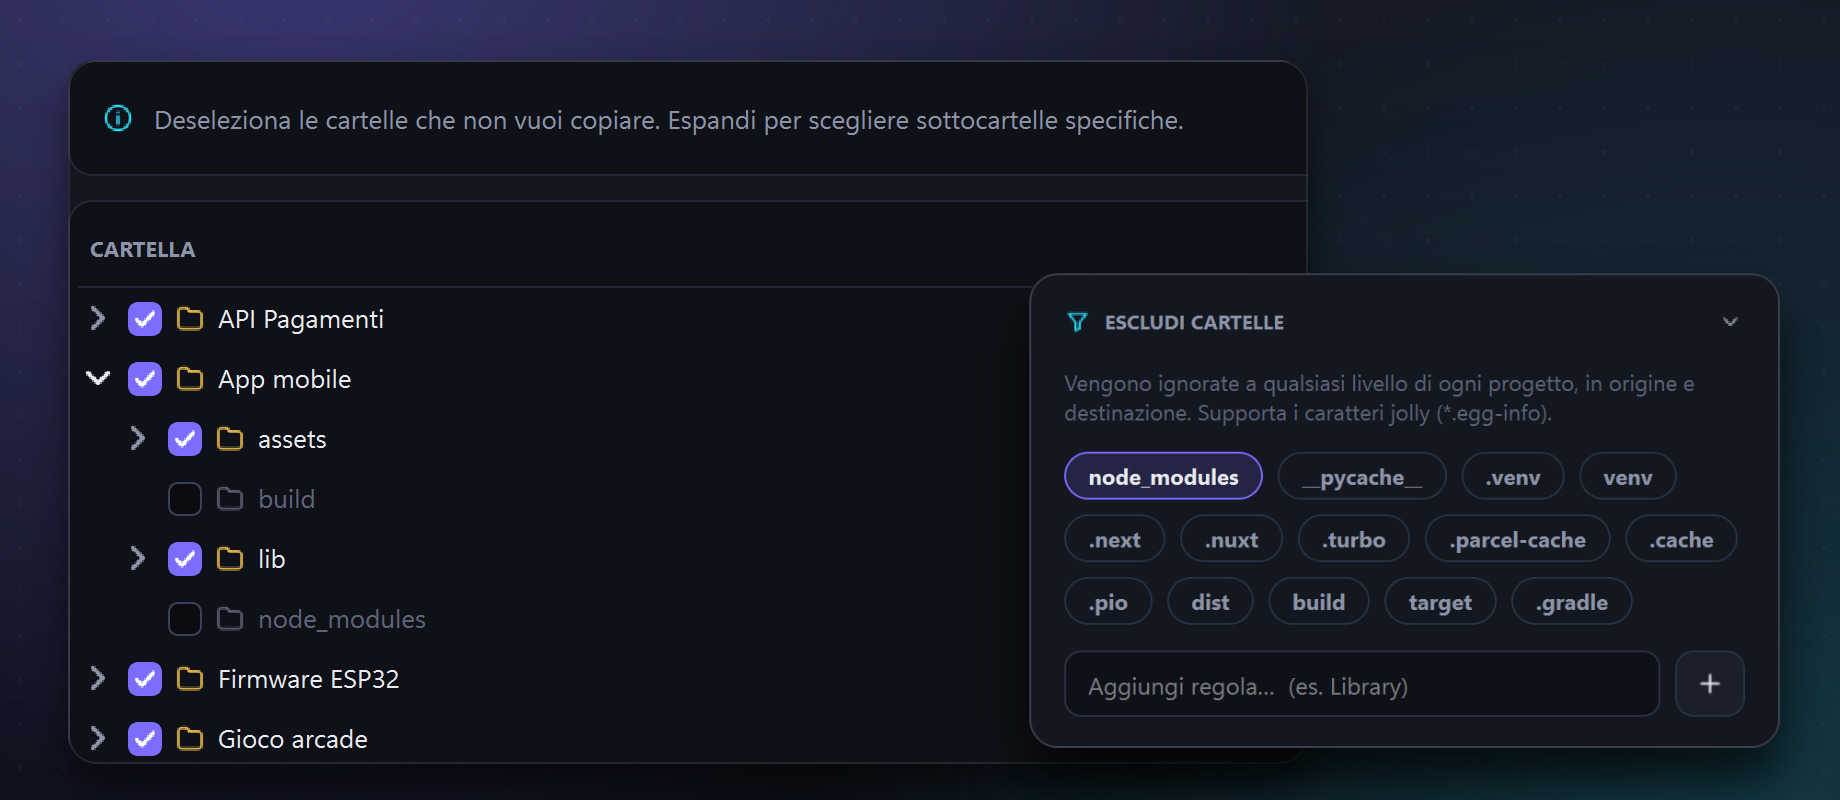 Deseleziona le cartelle che non vuoi copiare. Espandi per scegliere sottocartelle specifiche.
CARTELLA
API Pagamenti
App mobile
assets
build
lib
node_modules
Firmware ESP32
Gioco arcade
ESCLUDI CARTELLE
Vengono ignorate a qualsiasi livello di ogni progetto, in origine e
destinazione. Supporta i caratteri jolly (*.egg-info).
node_modules __pycache__ .venv venv
.next .nuxt .turbo .parcel-cache .cache
.pio dist build target .gradle
Aggiungi regola... (es. Library)